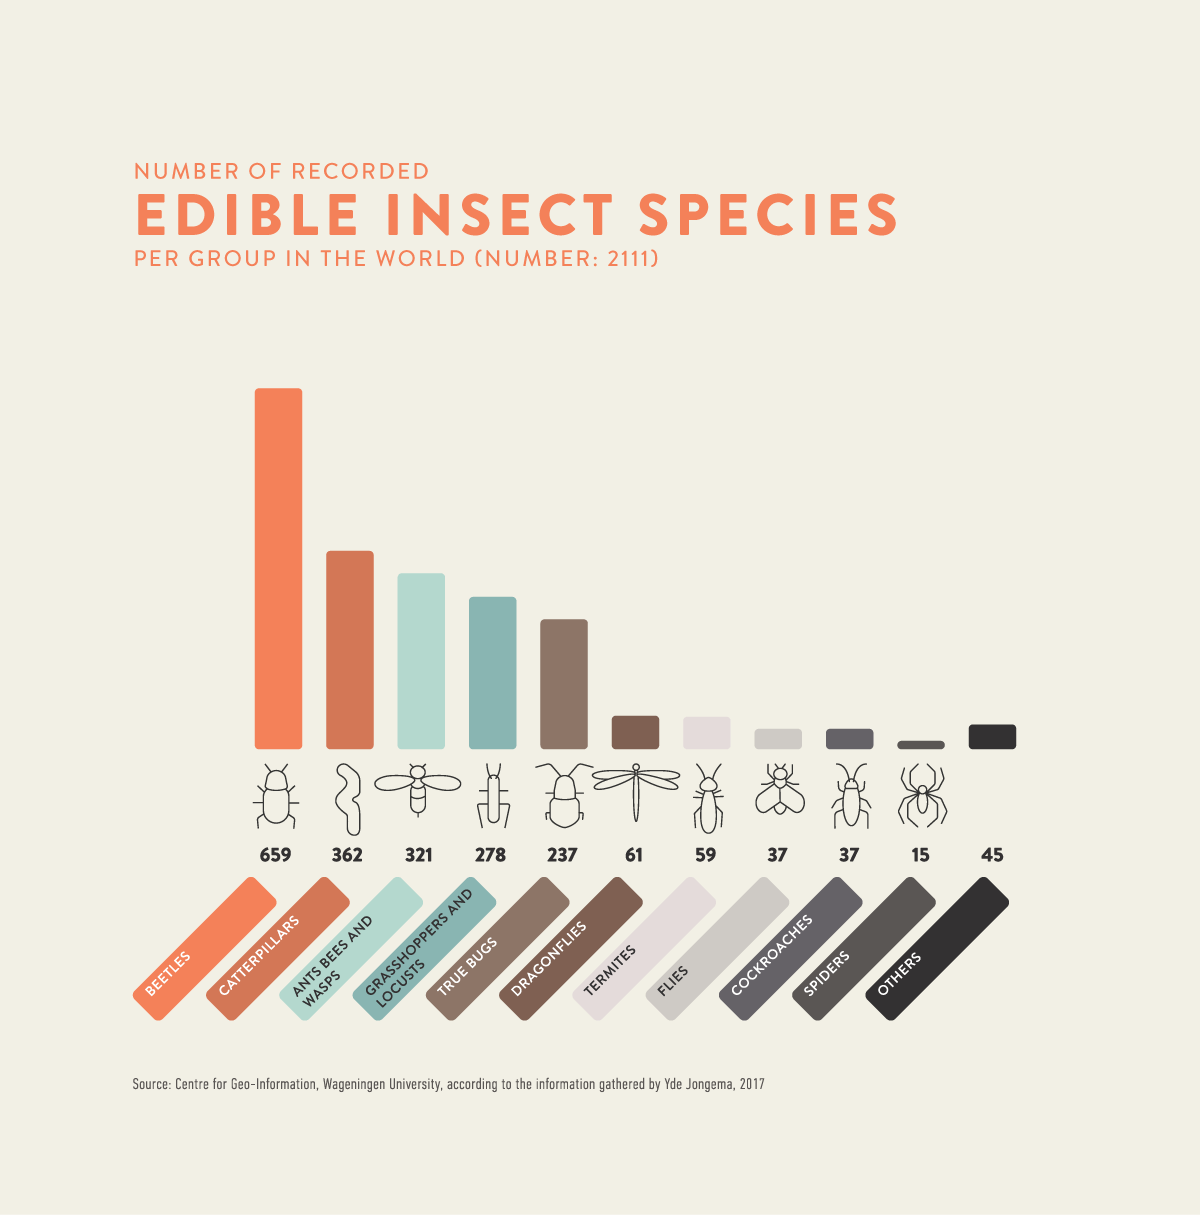 NUMBER OF RECORDED
EDIBLE INSECT SPECIES
PER GROUP IN THE WORLD (NUMBER: 2111)
659 362 321 278 237 61 59 37 37 15 45
BEETLES
CATTERPILLARS
ANTS BEES AND
WASPS
GRASSHOPPERS AND
LOCUSTS
TRUE BUGS
DRAGONFLIES
TERMITES
FLIES
COCKROACHES
SPIDERS
OTHERS
Source: Centre for Geo-Information, Wageningen University, according to the information gathered by Yde Jongema, 2017